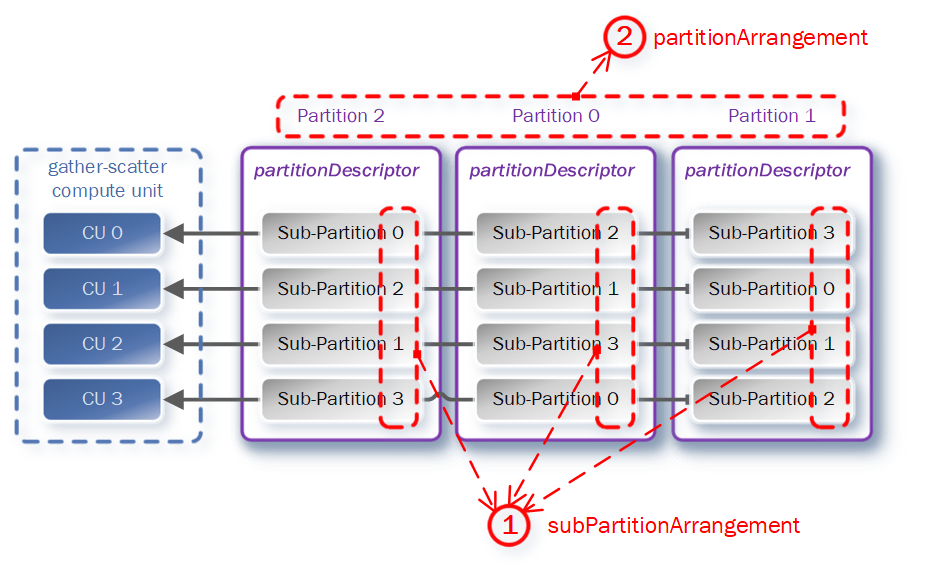 2 partitionArrangement
Partition 2 Partition 0 Partition 1
gather-scatter
compute unit
partitionDescriptor partitionDescriptor partitionDescriptor
CU 0 Sub-Partition 0 Sub-Partition 2 Sub-Partition 3
CU 1 Sub-Partition 2 Sub-Partition 1 Sub-Partition 0
CU 2 Sub-Partition 1 Sub-Partition 3 Sub-Partition 1
CU 3 Sub-Partition 3 Sub-Partition 0 Sub-Partition 2
1 subPartitionArrangement